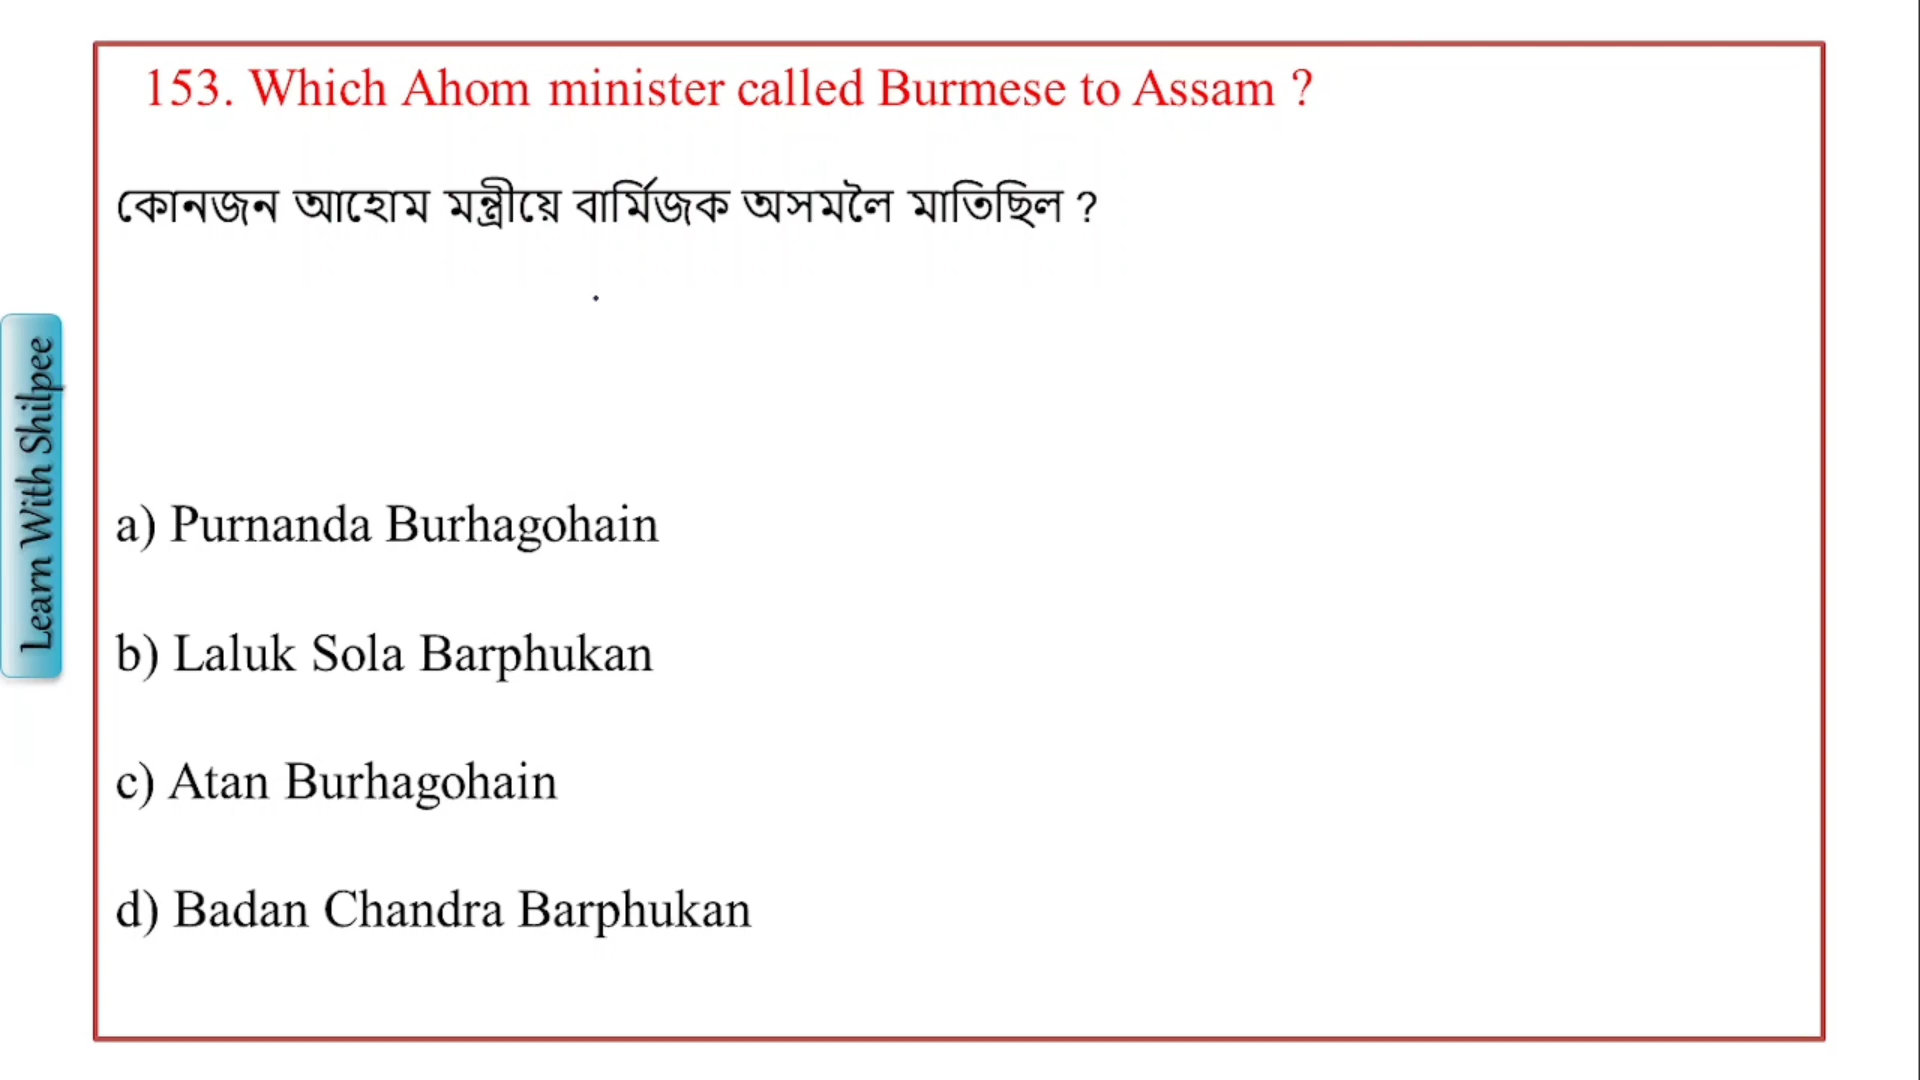 153. Which Ahom minister called Burmese to Assam ?
কোনজন আহোম মন্ত্ৰীয়ে বাৰ্মিজক অসমলৈ মাতিছিল ?
Learn With Shilpee
a) Purnanda Burhagohain
b) Laluk Sola Barphukan
c) Atan Burhagohain
d) Badan Chandra Barphukan